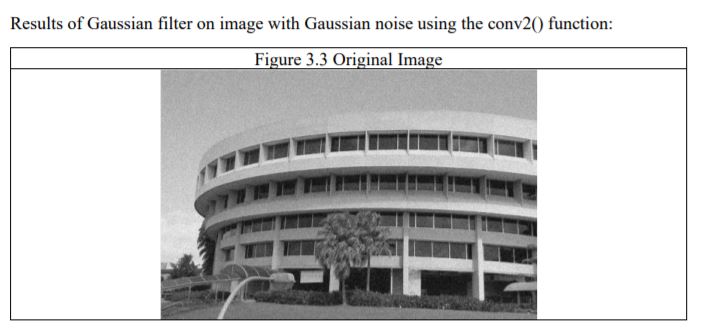 Results of Gaussian filter on image with Gaussian noise using the conv2() function:
Figure 3.3 Original Image